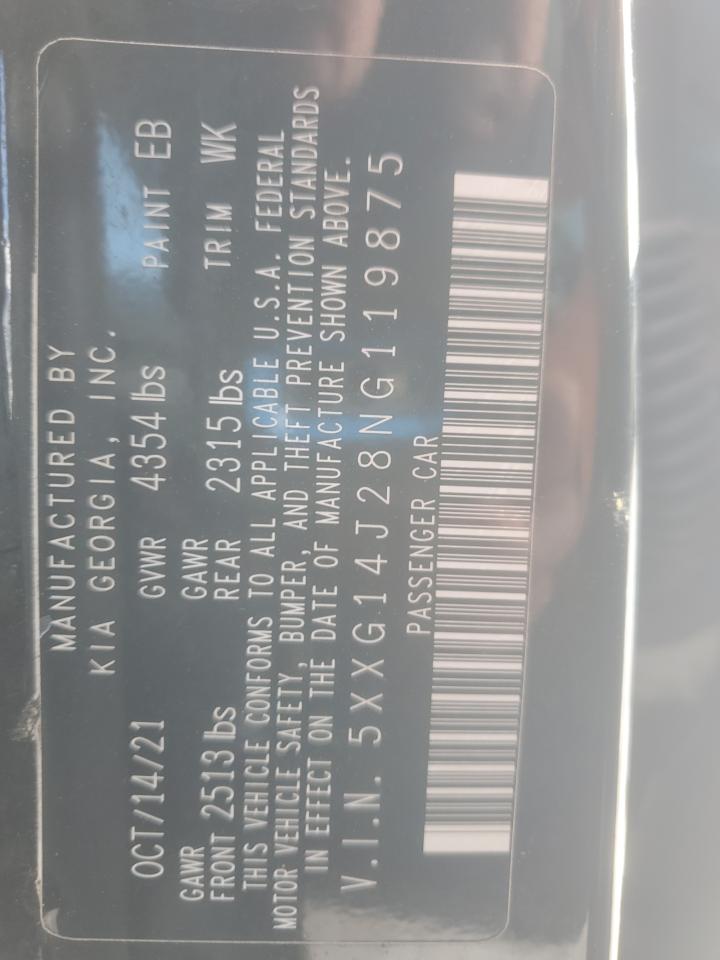 MANUFACTURED BY
KIA GEORGIA, INC.
OCT/14/21 GVWR 4354 lbs PAINT EB
GAWR GAWR
FRONT 2513 lbs REAR 2315 lbs TRIM WK
THIS VEHICLE CONFORMS TO ALL APPLICABLE U.S.A. FEDERAL
MOTOR VEHICLE SAFETY, BUMPER, AND THEFT PREVENTION STANDARDS
IN EFFECT ON THE DATE OF MANUFACTURE SHOWN ABOVE.
V.I.N. 5XXG14J28NG119875
PASSENGER CAR